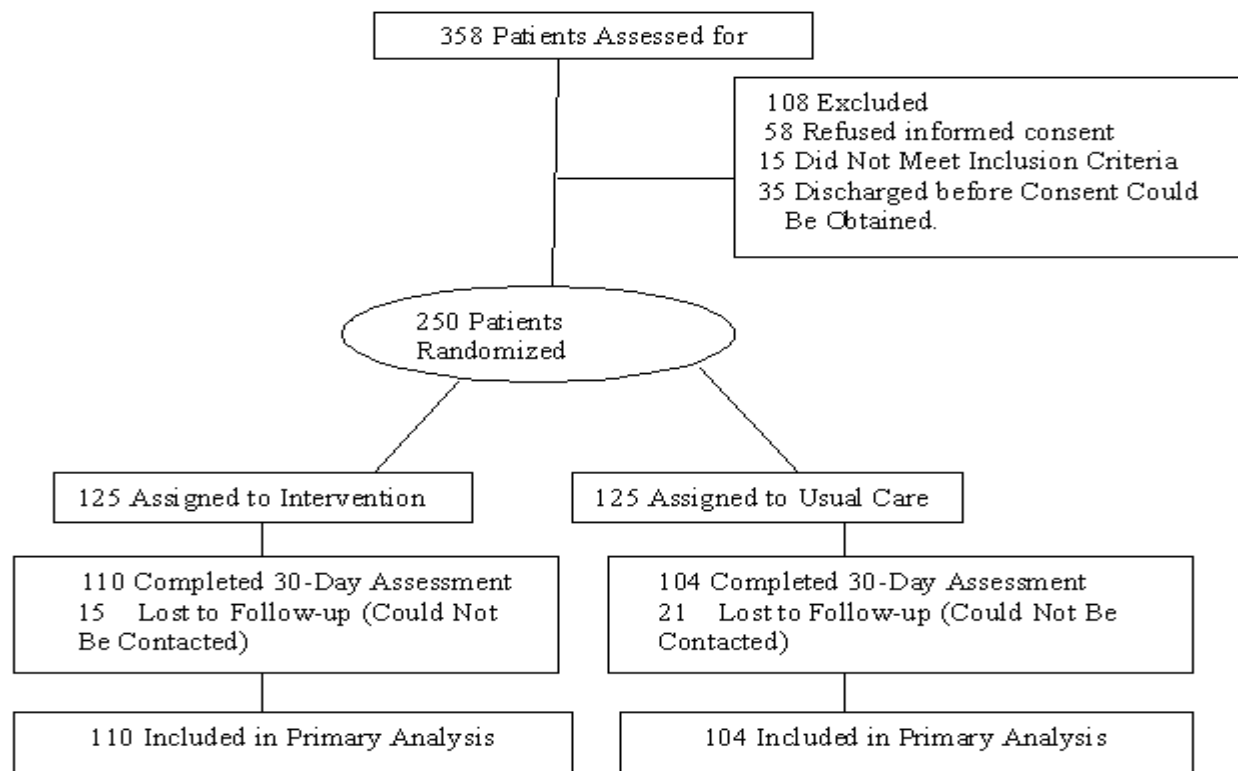 358 Patients Assessed for
108 Excluded
58 Refused informed consent
15 Did Not Meet Inclusion Criteria
35 Discharged before Consent Could
Be Obtained.
250 Patients
Randomized
125 Assigned to Intervention
125 Assigned to Usual Care
110 Completed 30-Day Assessment
15 Lost to Follow-up (Could Not
Be Contacted)
104 Completed 30-Day Assessment
21 Lost to Follow-up (Could Not Be
Contacted)
110 Included in Primary Analysis
104 Included in Primary Analysis